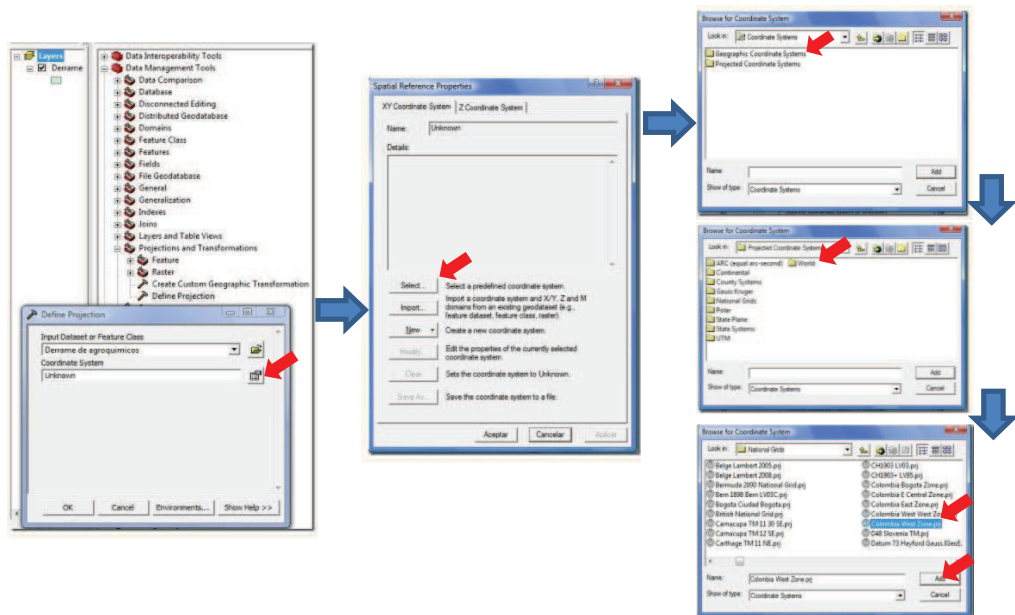 Layers
Derrame
Data Interoperability Tools
Data Management Tools
Data Comparison
Database
Disconnected Editing
Distributed Geodatabase
Domains
Feature Class
Features
Fields
File Geodatabase
General
Generalization
Indexes
Joins
Layers and Table Views
Projections and Transformations
Feature
Raster
Create Custom Geographic Transformation
Define Projection
Define Projection
Input Dataset or Feature Class
Derrame de agroquimicos
Coordinate System
Unknown
OK Cancel Environments... Show Help >>
Spatial Reference Properties
XY Coordinate System Z Coordinate System
Name: Unknown
Details:
Select... Select a predefined coordinate system.
Import... Import a coordinate system and X/Y, Z and M
domains from an existing geodataset (e.g.,
feature dataset, feature class, raster).
New Create a new coordinate system.
Modify... Edit the properties of the currently selected
coordinate system.
Clear Sets the coordinate system to Unknown.
Save As... Save the coordinate system to a file.
Aceptar Cancelar Aplicar
Browse for Coordinate System
Look in: Coordinate Systems
Geographic Coordinate Systems
Projected Coordinate Systems
Name: Add
Show of type: Coordinate Systems Cancel
Browse for Coordinate System
Look in: Projected Coordinate Systems
ARC (equal arc-second) World
Continental
County Systems
Gauss Kruger
National Grids
Polar
State Plane
State Systems
UTM
Name: Add
Show of type: Coordinate Systems Cancel
Browse for Coordinate System
Look in: National Grids
Belge Lambert 2005.prj CH1903 LV03.prj
Belge Lambert 2008.prj CH1903+ LV95.prj
Bermuda 2000 National Grid.prj Colombia Bogota Zone.prj
Bern 1898 Bern LV03C.prj Colombia E Central Zone.prj
Bogota Ciudad Bogota.prj Colombia East Zone.prj
British National Grid.prj Colombia West West Zo
Camacupa TM 11 30 SE.prj Colombia West Zone.prj
Camacupa TM 12 SE.prj D48 Slovenia TM.prj
Carthage TM 11 NE.prj Datum 73 Hayford Gauss IGeoE.
Name: Colombia West Zone.prj Add
Show of type: Coordinate Systems Cancel